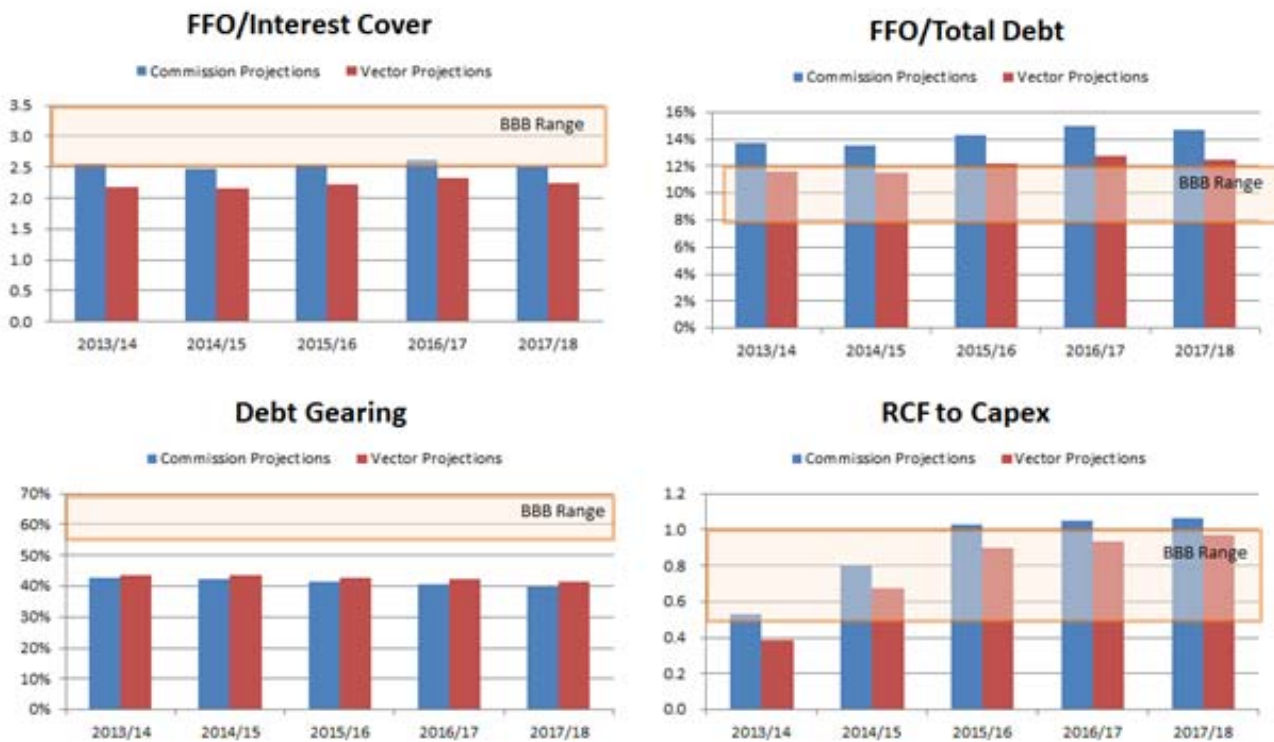 FFO/Interest Cover
Commission Projections Vector Projections
3.5
3.0
2.5
2.0
1.5
1.0
0.5
0.0
BBB Range
2013/14 2014/15 2015/16 2016/17 2017/18
FFO/Total Debt
Commission Projections Vector Projections
16%
14%
12%
10%
8%
6%
4%
2%
0%
BBB Range
2013/14 2014/15 2015/16 2016/17 2017/18
Debt Gearing
Commission Projections Vector Projections
70%
60%
50%
40%
30%
20%
10%
0%
BBB Range
2013/14 2014/15 2015/16 2016/17 2017/18
RCF to Capex
Commission Projections Vector Projections
1.2
1.0
0.8
0.6
0.4
0.2
0.0
BBB Range
2013/14 2014/15 2015/16 2016/17 2017/18